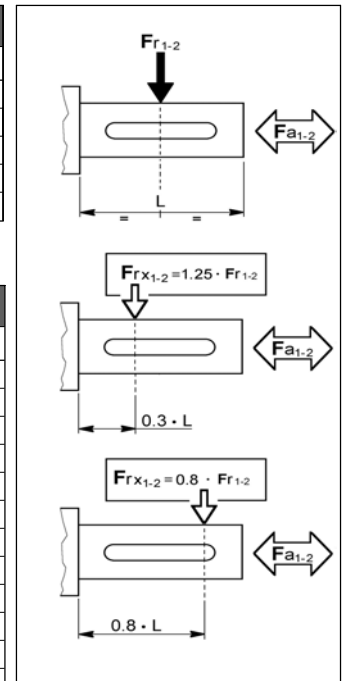 Fr1-2
Fa1-2
L
= =
Frx1-2=1.25 · Fr1-2
Fa1-2
0.3 · L
Frx1-2=0.8 · Fr1-2
Fa1-2
0.8 · L